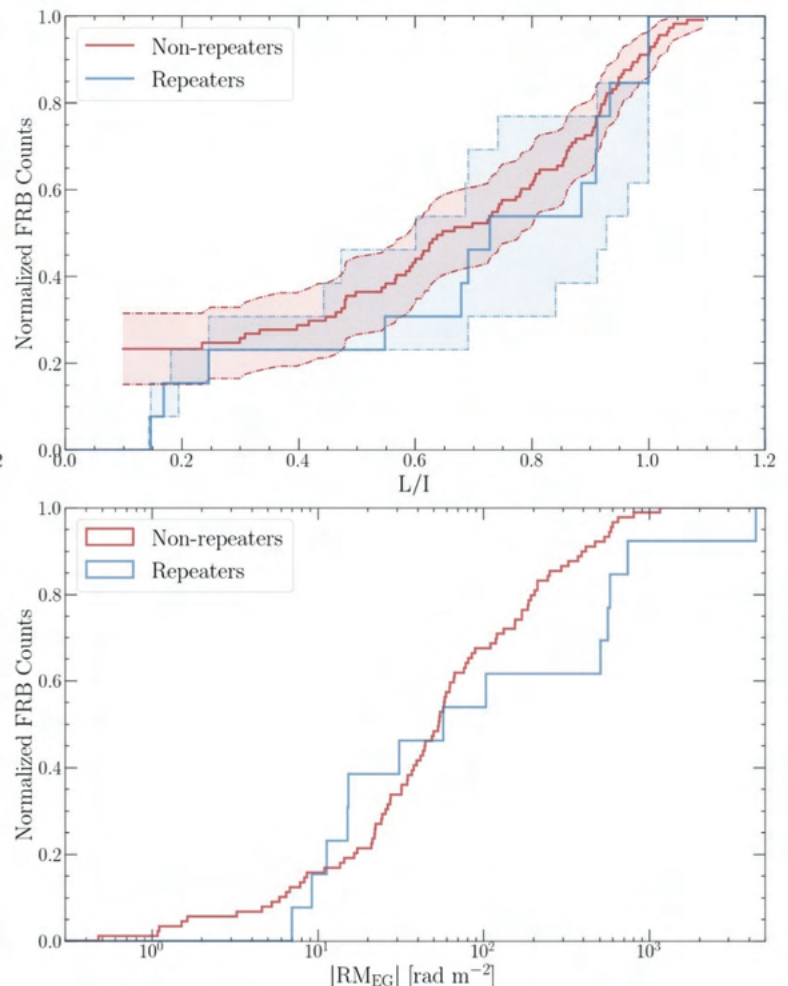 1.0
0.8
0.6
0.4
0.2
0.0
Normalized FRB Counts
Non-repeaters
Repeaters
2
0.0 0.2 0.4 0.6 0.8 1.0 1.2
L/I
1.0
0.8
0.6
0.4
0.2
0.0
Normalized FRB Counts
Non-repeaters
Repeaters
10⁰ 10¹ 10² 10³
|RM_EG| [rad m⁻²]